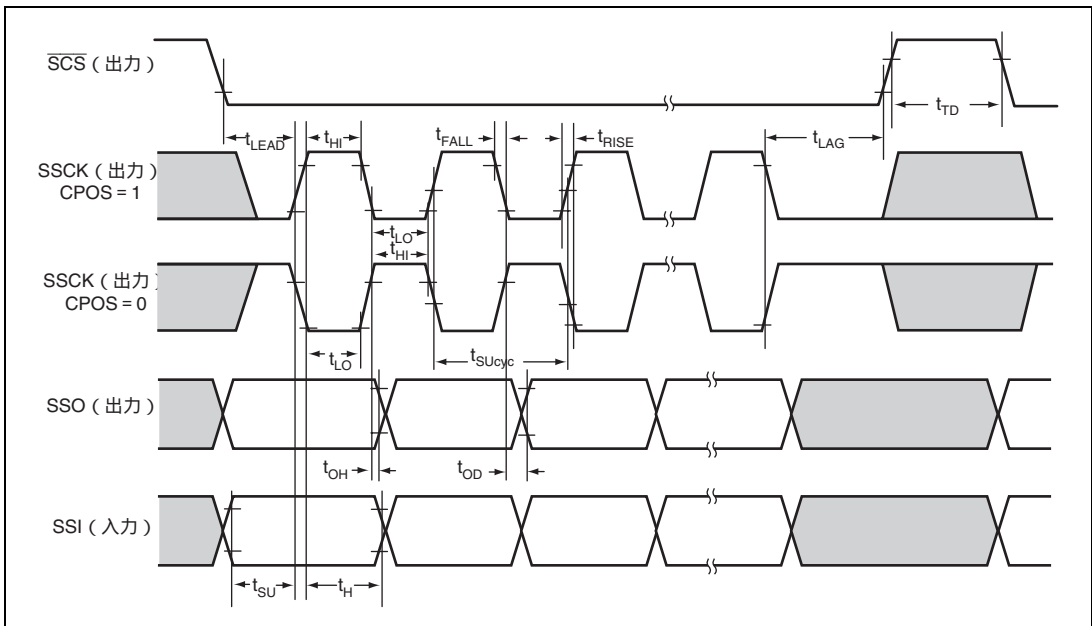 SCS（出力）
tTD
tLEAD
tHI
tFALL
tRISE
tLAG
SSCK（出力）
CPOS = 1
tLO
tHI
SSCK（出力）
CPOS = 0
tLO
tSUcyc
SSO（出力）
tOH
tOD
SSI（入力）
tSU
tH